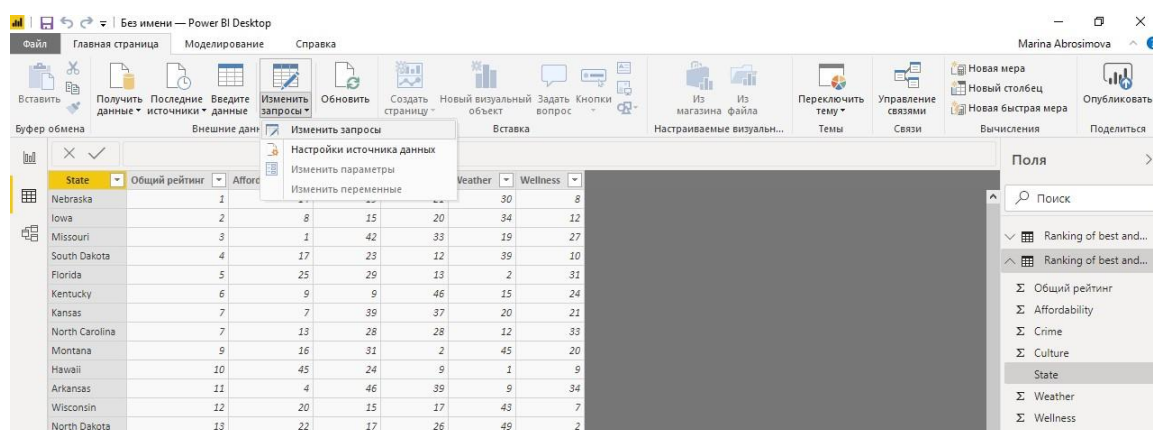 Без имени — Power BI Desktop
Файл Главная страница Моделирование Справка Marina Abrosimova
Вставить Получить данные Последние источники Введите данные Изменить запросы Обновить Создать страницу Новый визуальный объект Задать вопрос Кнопки Из магазина Из файла Переключить тему Управление связями Новая мера Новый столбец Новая быстрая мера Опубликовать
Буфер обмена Внешние данн Вставка Настраиваемые визуальн... Темы Связи Вычисления Поделиться
Изменить запросы
Настройки источника данных
Изменить параметры
Изменить переменные
State Общий рейтинг Afford Weather Wellness
Nebraska 1 30 8
Iowa 2 8 15 20 34 12
Missouri 3 1 42 33 19 27
South Dakota 4 17 23 12 39 10
Florida 5 25 29 13 2 31
Kentucky 6 9 9 46 15 24
Kansas 7 7 39 37 20 21
North Carolina 7 13 28 28 12 33
Montana 9 16 31 2 45 20
Hawaii 10 45 24 9 1 9
Arkansas 11 4 46 39 9 34
Wisconsin 12 20 15 17 43 7
North Dakota 13 22 17 26 49 2
Поля
Поиск
Ranking of best and...
Ranking of best and...
Σ Общий рейтинг
Σ Affordability
Σ Crime
Σ Culture
State
Σ Weather
Σ Wellness